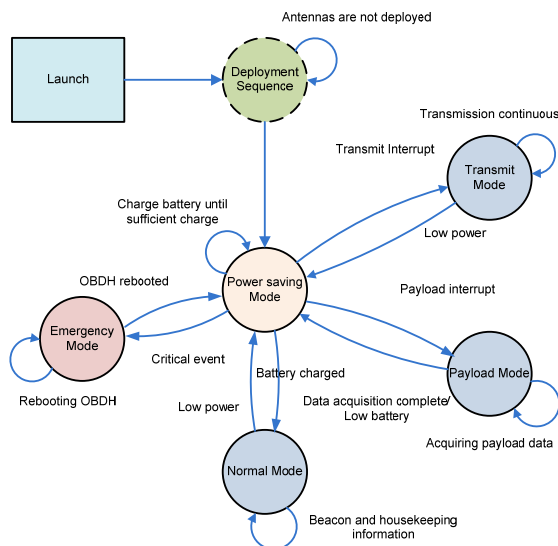 Antennas are not deployed
Launch
Deployment
Sequence
Transmission continuous
Transmit Interrupt
Transmit
Mode
Charge battery until
sufficient charge
Low power
OBDH rebooted
Power saving
Mode
Payload interrupt
Emergency
Mode
Critical event
Battery charged
Payload Mode
Rebooting OBDH
Low power
Data acquisition complete/
Low battery
Acquiring payload data
Normal Mode
Beacon and housekeeping
information